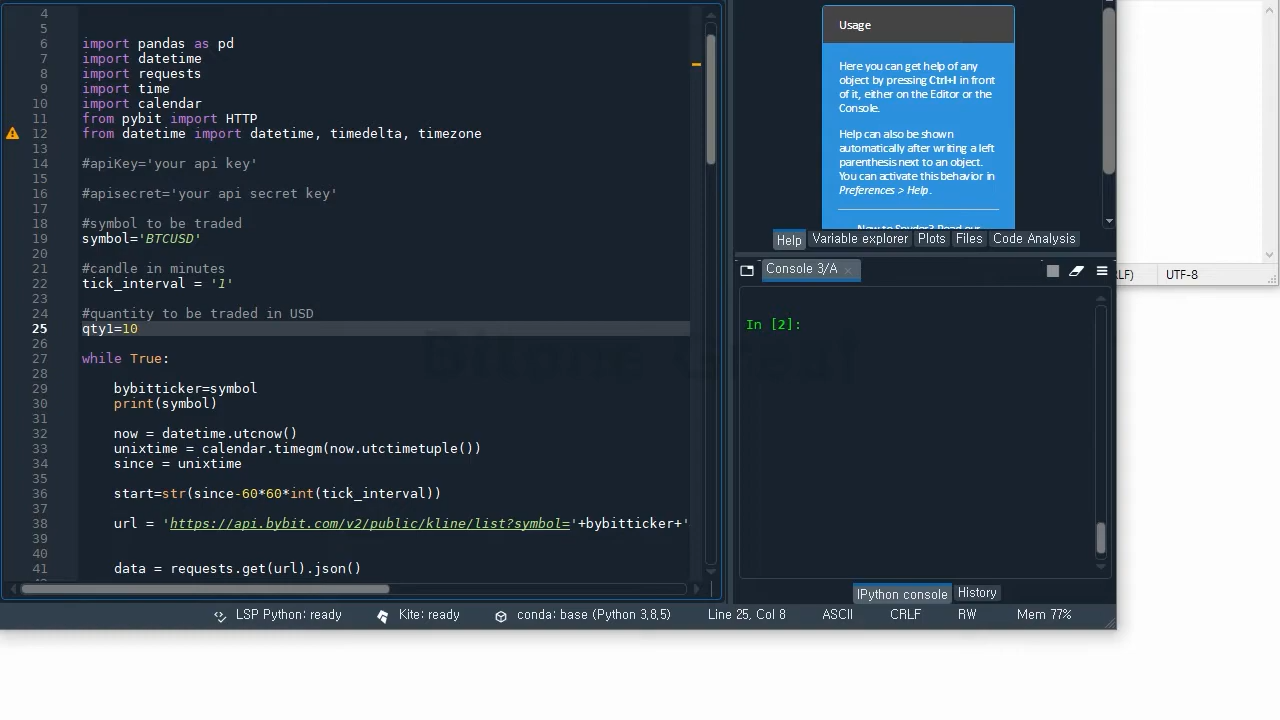 4
5
6 import pandas as pd
7 import datetime
8 import requests
9 import time
10 import calendar
11 from pybit import HTTP
12 from datetime import datetime, timedelta, timezone
13
14 #apiKey='your api key'
15
16 #apisecret='your api secret key'
17
18 #symbol to be traded
19 symbol='BTCUSD'
20
21 #candle in minutes
22 tick_interval = '1'
23
24 #quantity to be traded in USD
25 qty1=10
26
27 while True:
28
29 bybitticker=symbol
30 print(symbol)
31
32 now = datetime.utcnow()
33 unixtime = calendar.timegm(now.utctimetuple())
34 since = unixtime
35
36 start=str(since-60*60*int(tick_interval))
37
38 url = 'https://api.bybit.com/v2/public/kline/list?symbol='+bybitticker+'
39
40
41 data = requests.get(url).json()
Usage
Here you can get help of any
object by pressing Ctrl+I in front
of it, either on the Editor or the
Console.
Help can also be shown
automatically after writing a left
parenthesis next to an object.
You can activate this behavior in
Preferences > Help.
New to Spyder? Read our
Help Variable explorer Plots Files Code Analysis
Console 3/A
In [2]:
IPython console History
LSP Python: ready Kite: ready conda: base (Python 3.8.5) Line 25, Col 8 ASCII CRLF RW Mem 77%
LF) UTF-8